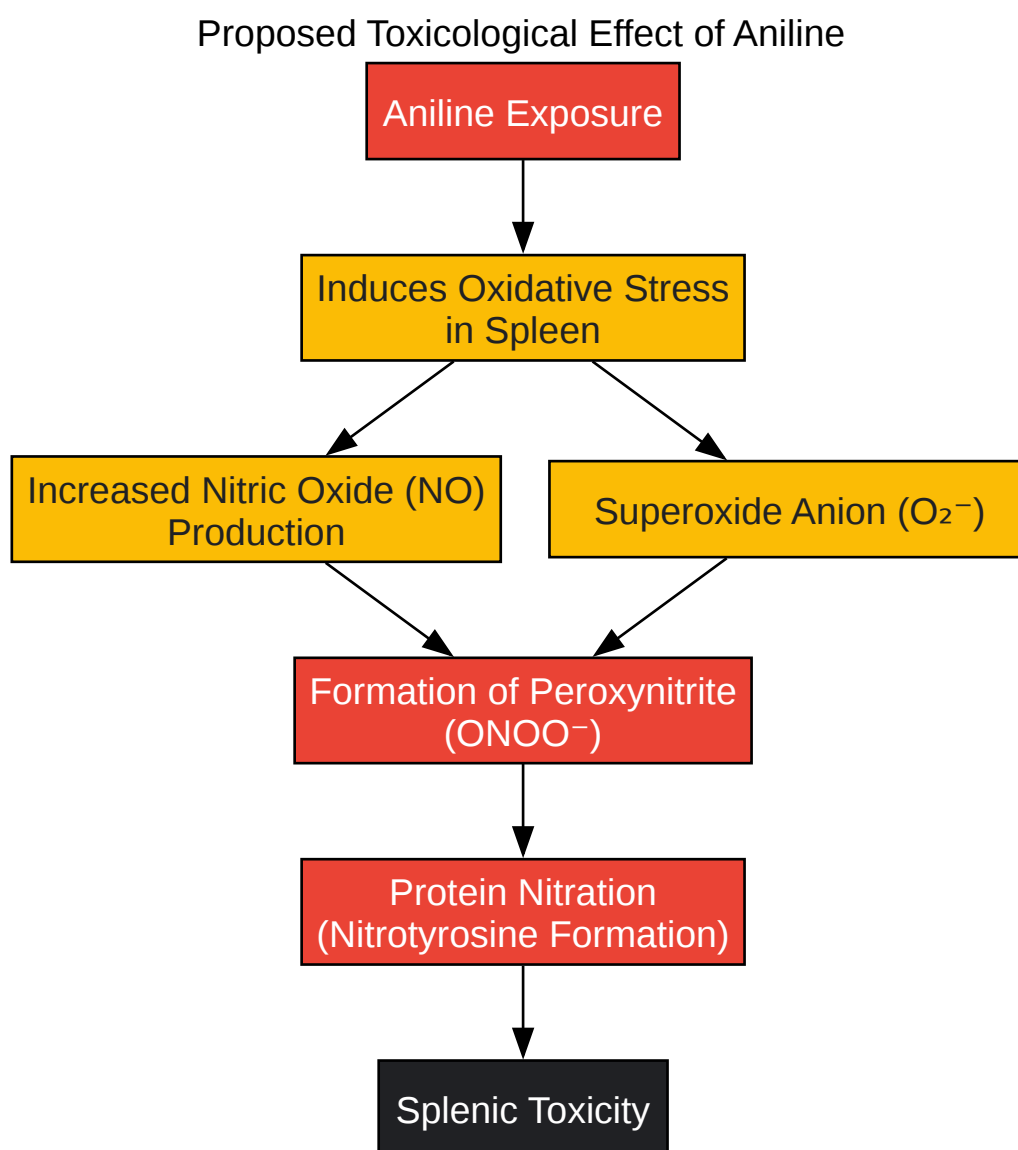 Proposed Toxicological Effect of Aniline
Aniline Exposure
Induces Oxidative Stress
in Spleen
Increased Nitric Oxide (NO)
Production
Superoxide Anion (O₂⁻)
Formation of Peroxynitrite
(ONOO⁻)
Protein Nitration
(Nitrotyrosine Formation)
Splenic Toxicity